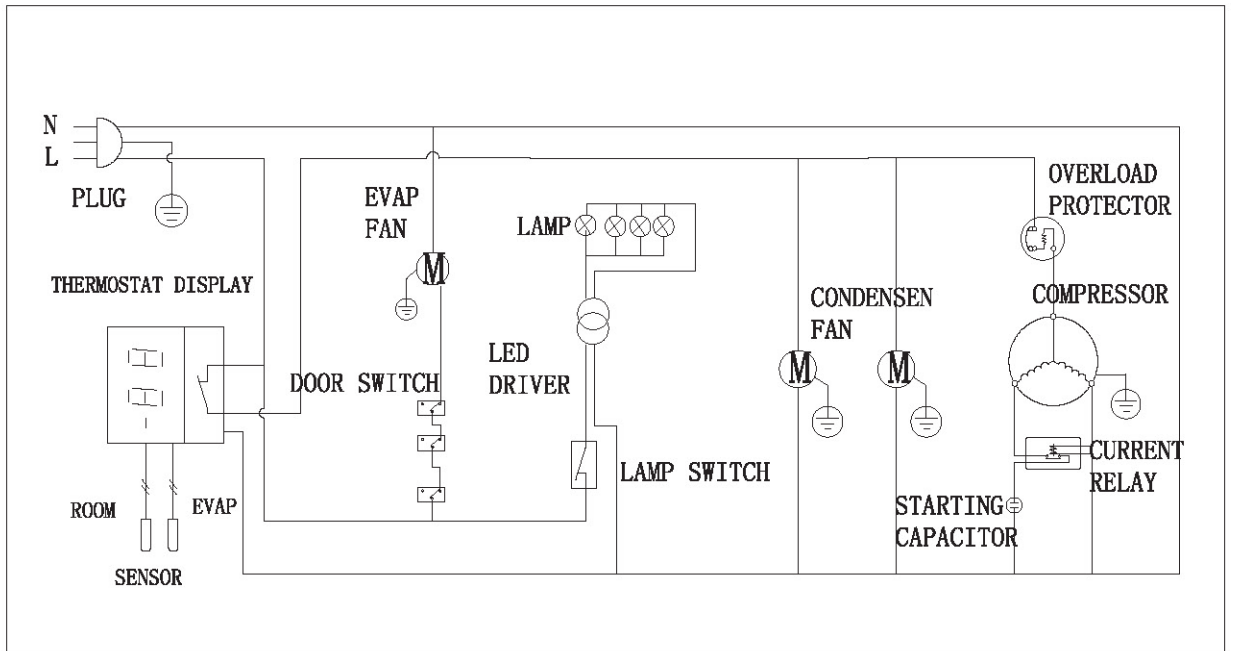 N
L
PLUG
EVAP
FAN
M
LAMP
OVERLOAD
PROTECTOR
THERMOSTAT DISPLAY
DOOR SWITCH
LED
DRIVER
CONDENSEN
FAN
M
M
COMPRESSOR
LAMP SWITCH
CURRENT
RELAY
STARTING
CAPACITOR
ROOM
EVAP
SENSOR